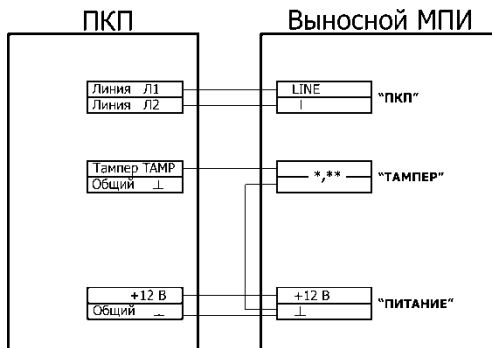 ПКП
Выносной МПИ
Линия Л1
Линия Л2
LINE
⊥
"ПКП"
Тампер TAMP
Общий ⊥
*,**
"ТАМПЕР"
+12 В
Общий ⊥
+12 В
⊥
"ПИТАНИЕ"